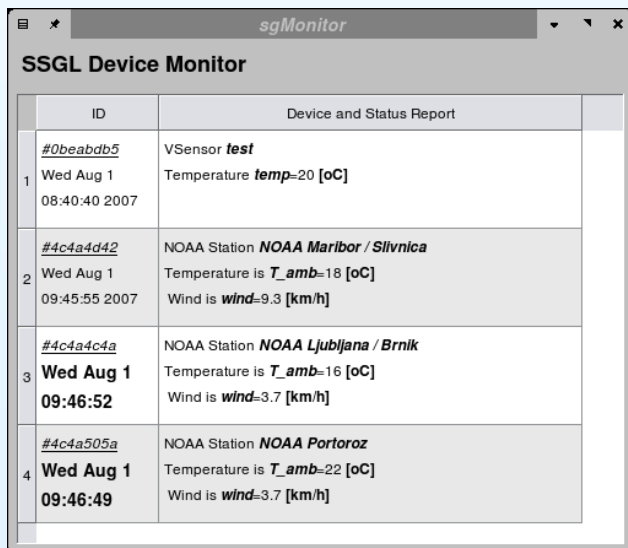 sgMonitor
SSGL Device Monitor
ID Device and Status Report
1
#0beabdb5
Wed Aug 1
08:40:40 2007
VSensor test
Temperature temp=20 [oC]
2
#4c4a4d42
Wed Aug 1
09:45:55 2007
NOAA Station NOAA Maribor / Slivnica
Temperature is T_amb=18 [oC]
Wind is wind=9.3 [km/h]
3
#4c4a4c4a
Wed Aug 1
09:46:52
NOAA Station NOAA Ljubljana / Brnik
Temperature is T_amb=16 [oC]
Wind is wind=3.7 [km/h]
4
#4c4a505a
Wed Aug 1
09:46:49
NOAA Station NOAA Portoroz
Temperature is T_amb=22 [oC]
Wind is wind=3.7 [km/h]